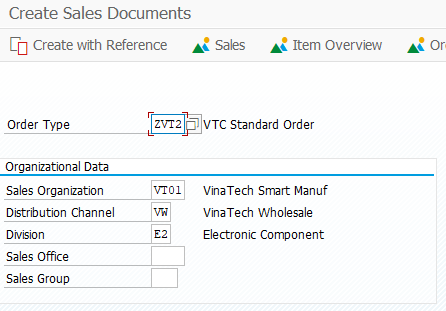 Create Sales Documents
Create with Reference Sales Item Overview Or
Order Type ZVT2 VTC Standard Order
Organizational Data
Sales Organization VT01 VinaTech Smart Manuf
Distribution Channel VW VinaTech Wholesale
Division E2 Electronic Component
Sales Office
Sales Group